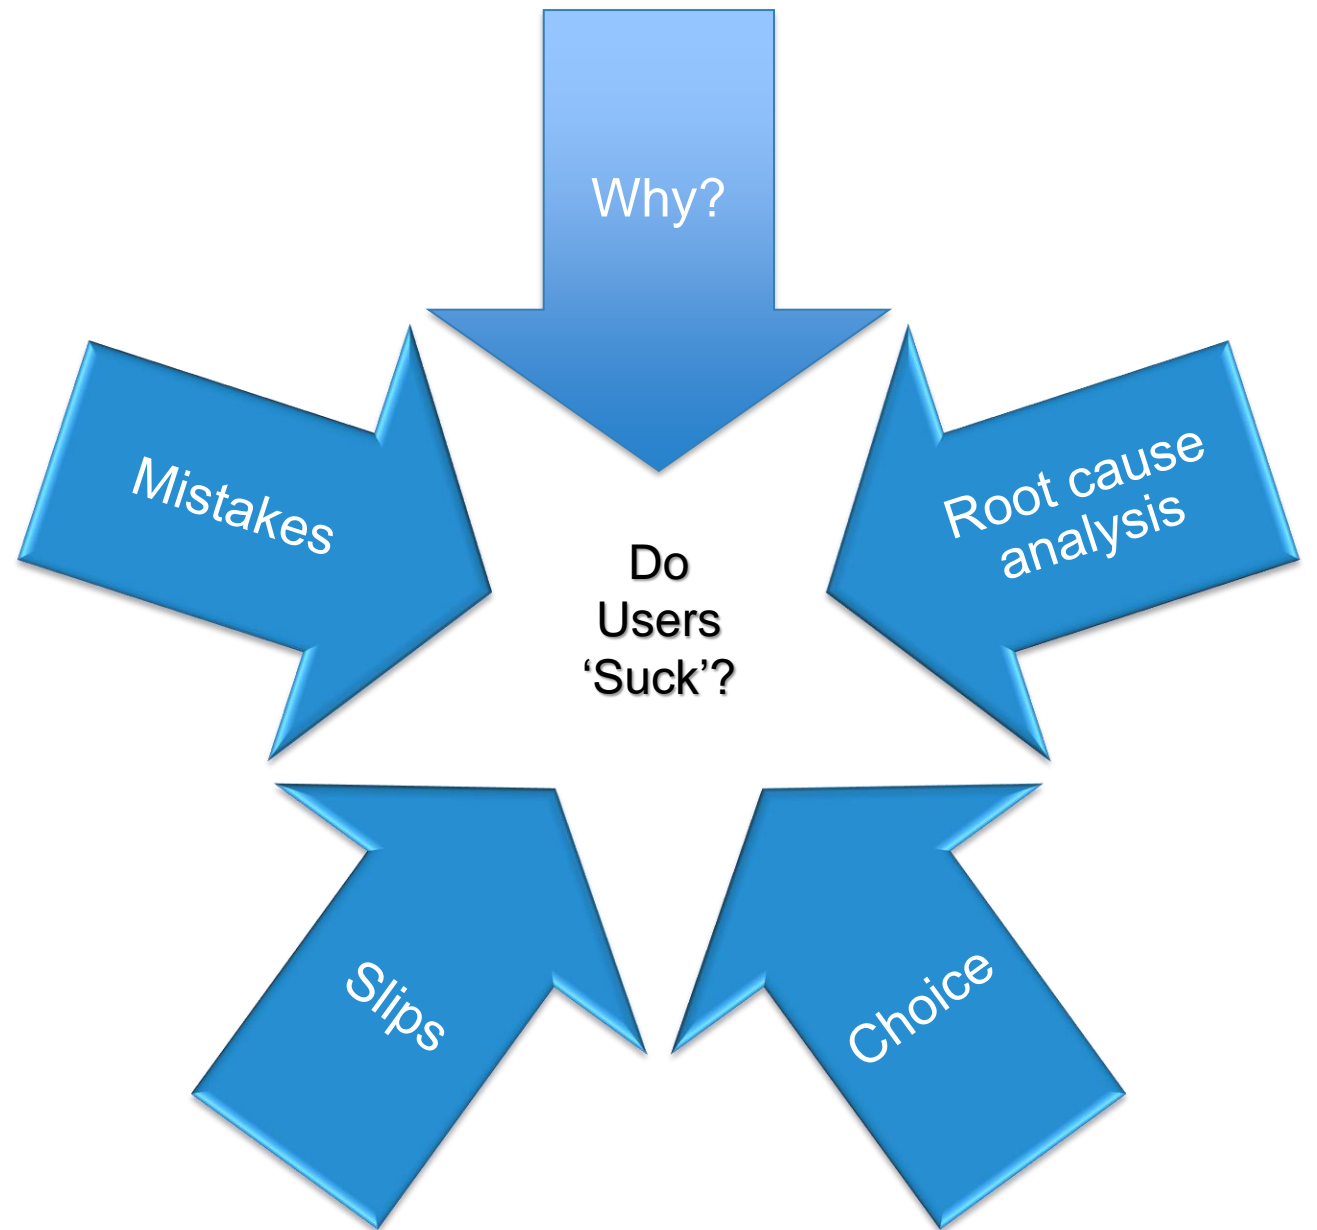 Why?
Mistakes
Root cause
analysis
Do
Users
‘Suck’?
Slips
Choice